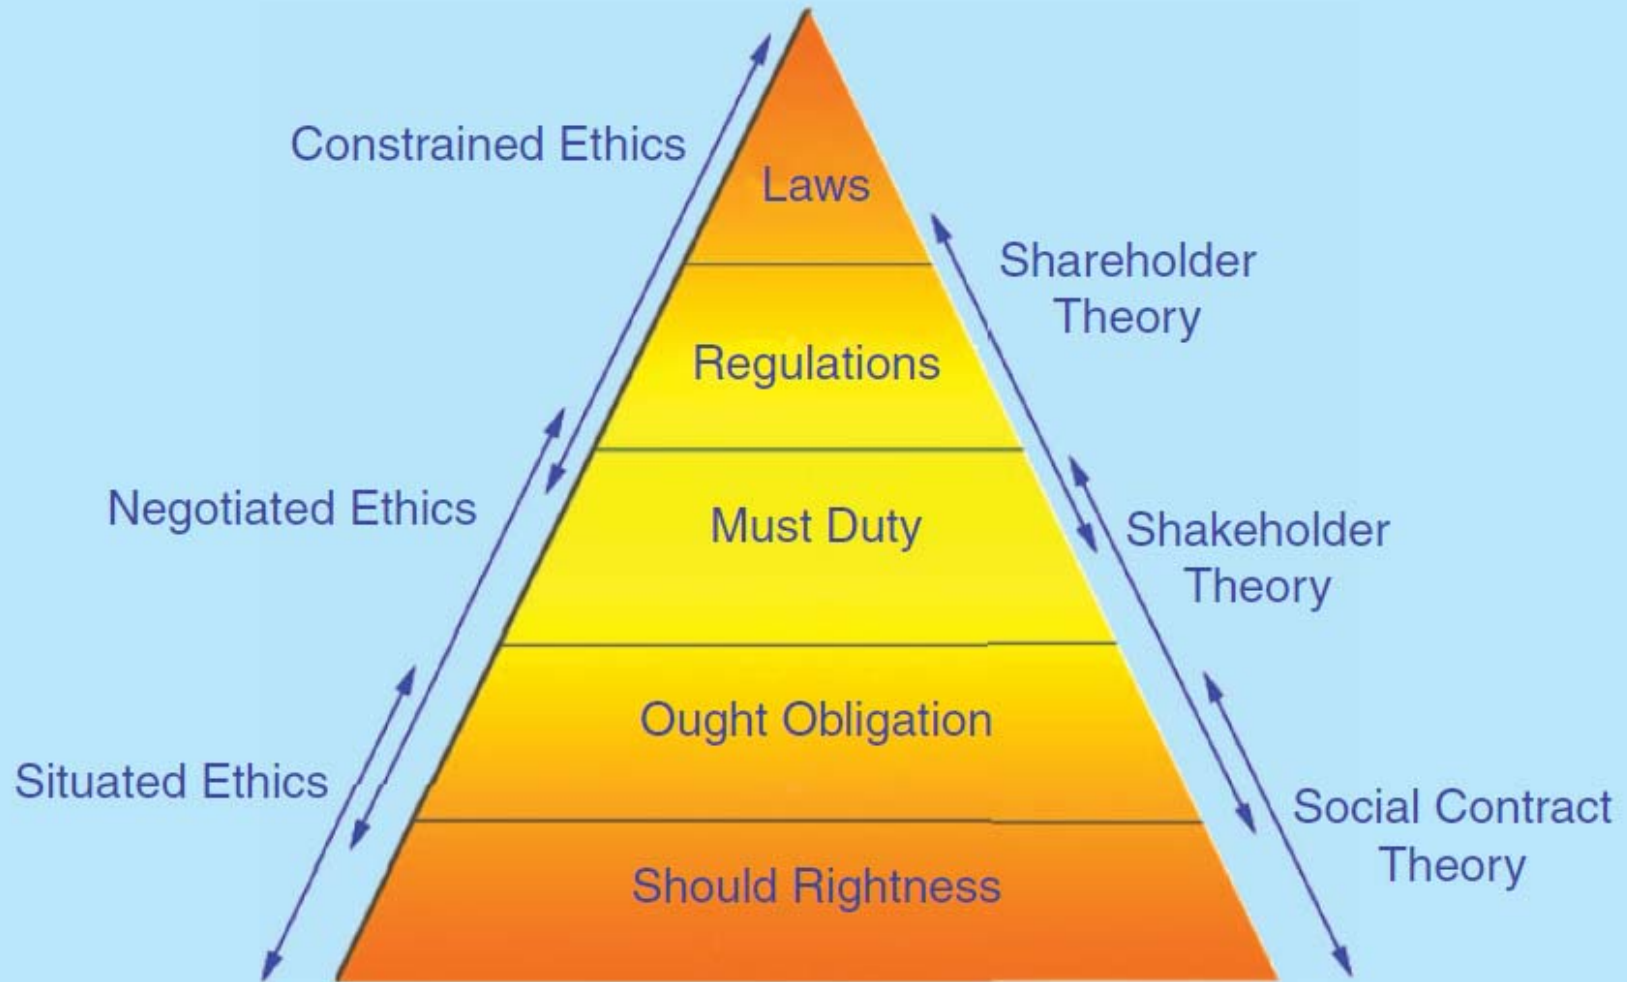 Constrained Ethics
Laws
Shareholder
Theory
Regulations
Negotiated Ethics
Must Duty
Shakeholder
Theory
Ought Obligation
Situated Ethics
Social Contract
Theory
Should Rightness